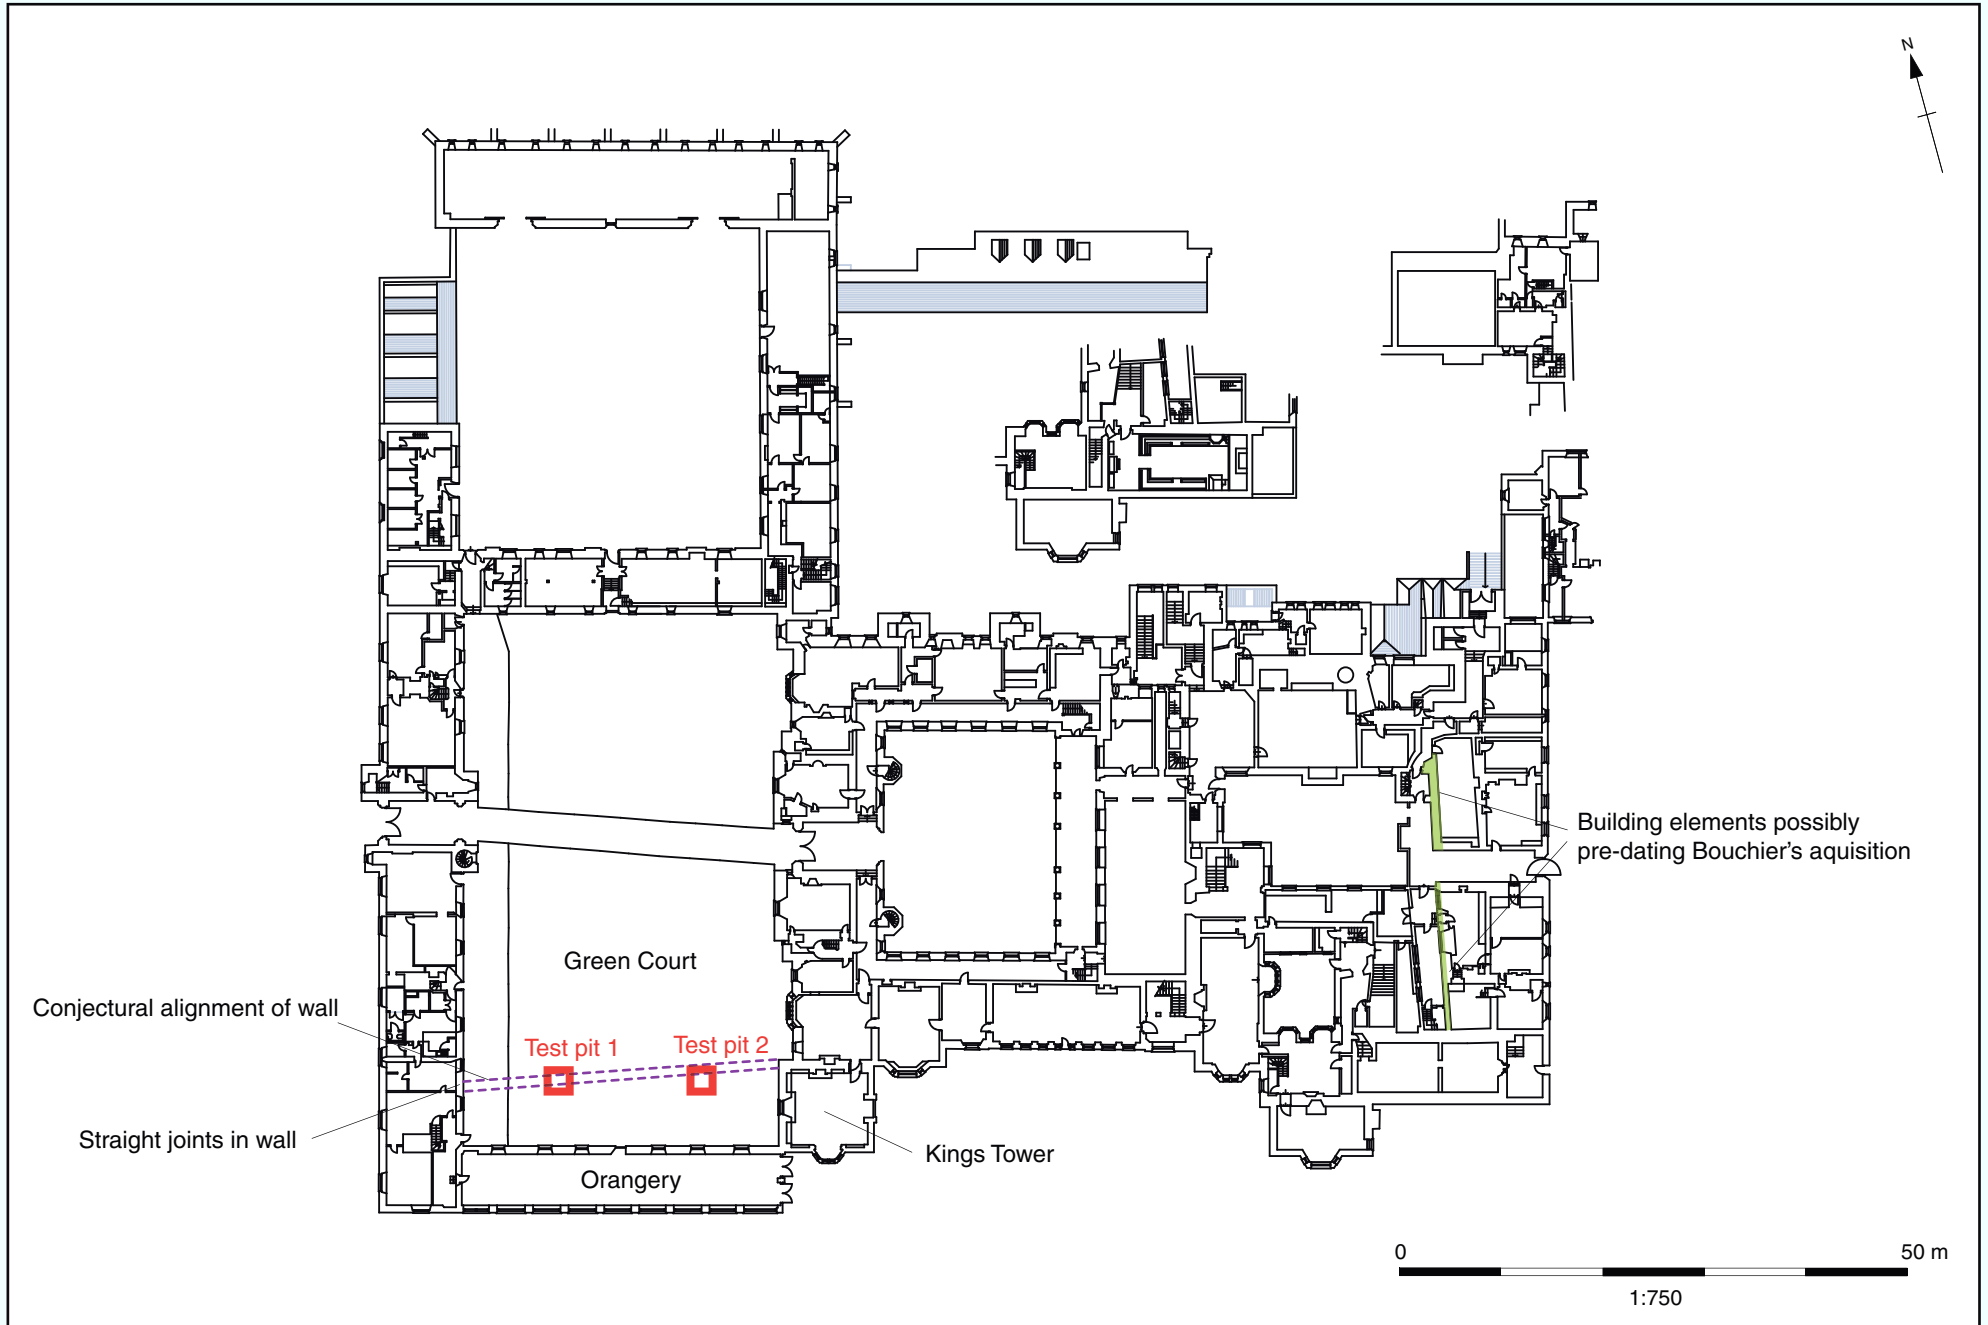 N
Building elements possibly
pre-dating Bouchier's aquisition
Green Court
Conjectural alignment of wall
Test pit 1
Test pit 2
Straight joints in wall
Kings Tower
Orangery
0
50 m
1:750